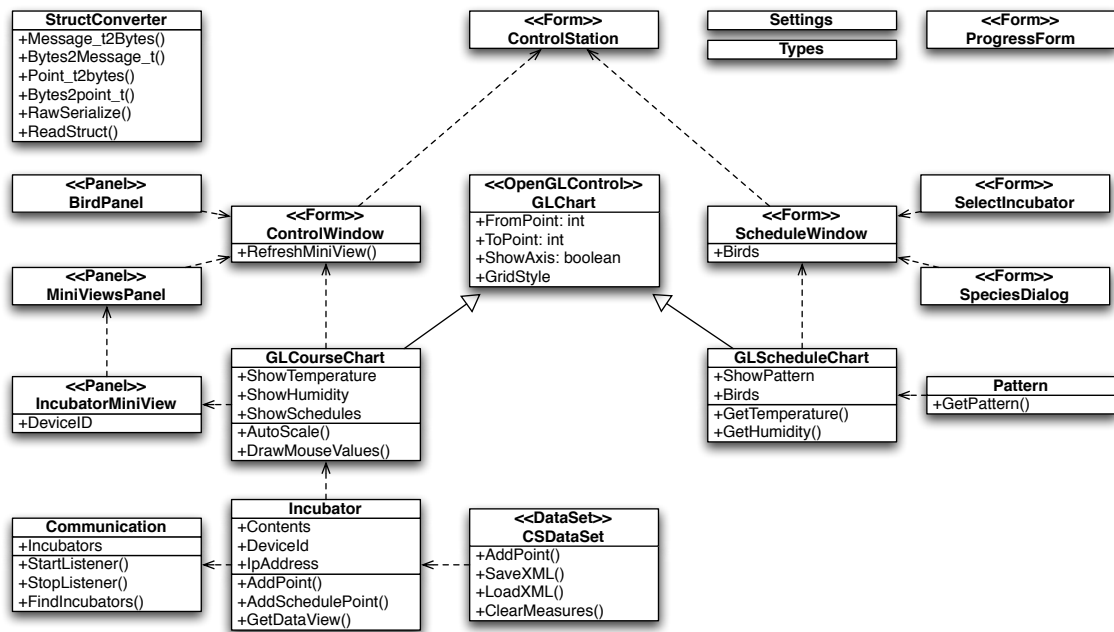 StructConverter
+Message_t2Bytes()
+Bytes2Message_t()
+Point_t2bytes()
+Bytes2point_t()
+RawSerialize()
+ReadStruct()
<<Form>>
ControlStation
Settings
Types
<<Form>>
ProgressForm
<<Panel>>
BirdPanel
<<Form>>
ControlWindow
+RefreshMiniView()
<<OpenGLControl>>
GLChart
+FromPoint: int
+ToPoint: int
+ShowAxis: boolean
+GridStyle
<<Form>>
ScheduleWindow
+Birds
<<Form>>
SelectIncubator
<<Panel>>
MiniViewsPanel
<<Form>>
SpeciesDialog
<<Panel>>
IncubatorMiniView
+DeviceID
GLCourseChart
+ShowTemperature
+ShowHumidity
+ShowSchedules
+AutoScale()
+DrawMouseValues()
GLScheduleChart
+ShowPattern
+Birds
+GetTemperature()
+GetHumidity()
Pattern
+GetPattern()
Communication
+Incubators
+StartListener()
+StopListener()
+FindIncubators()
Incubator
+Contents
+DeviceId
+IpAddress
+AddPoint()
+AddSchedulePoint()
+GetDataView()
<<DataSet>>
CSDataSet
+AddPoint()
+SaveXML()
+LoadXML()
+ClearMeasures()